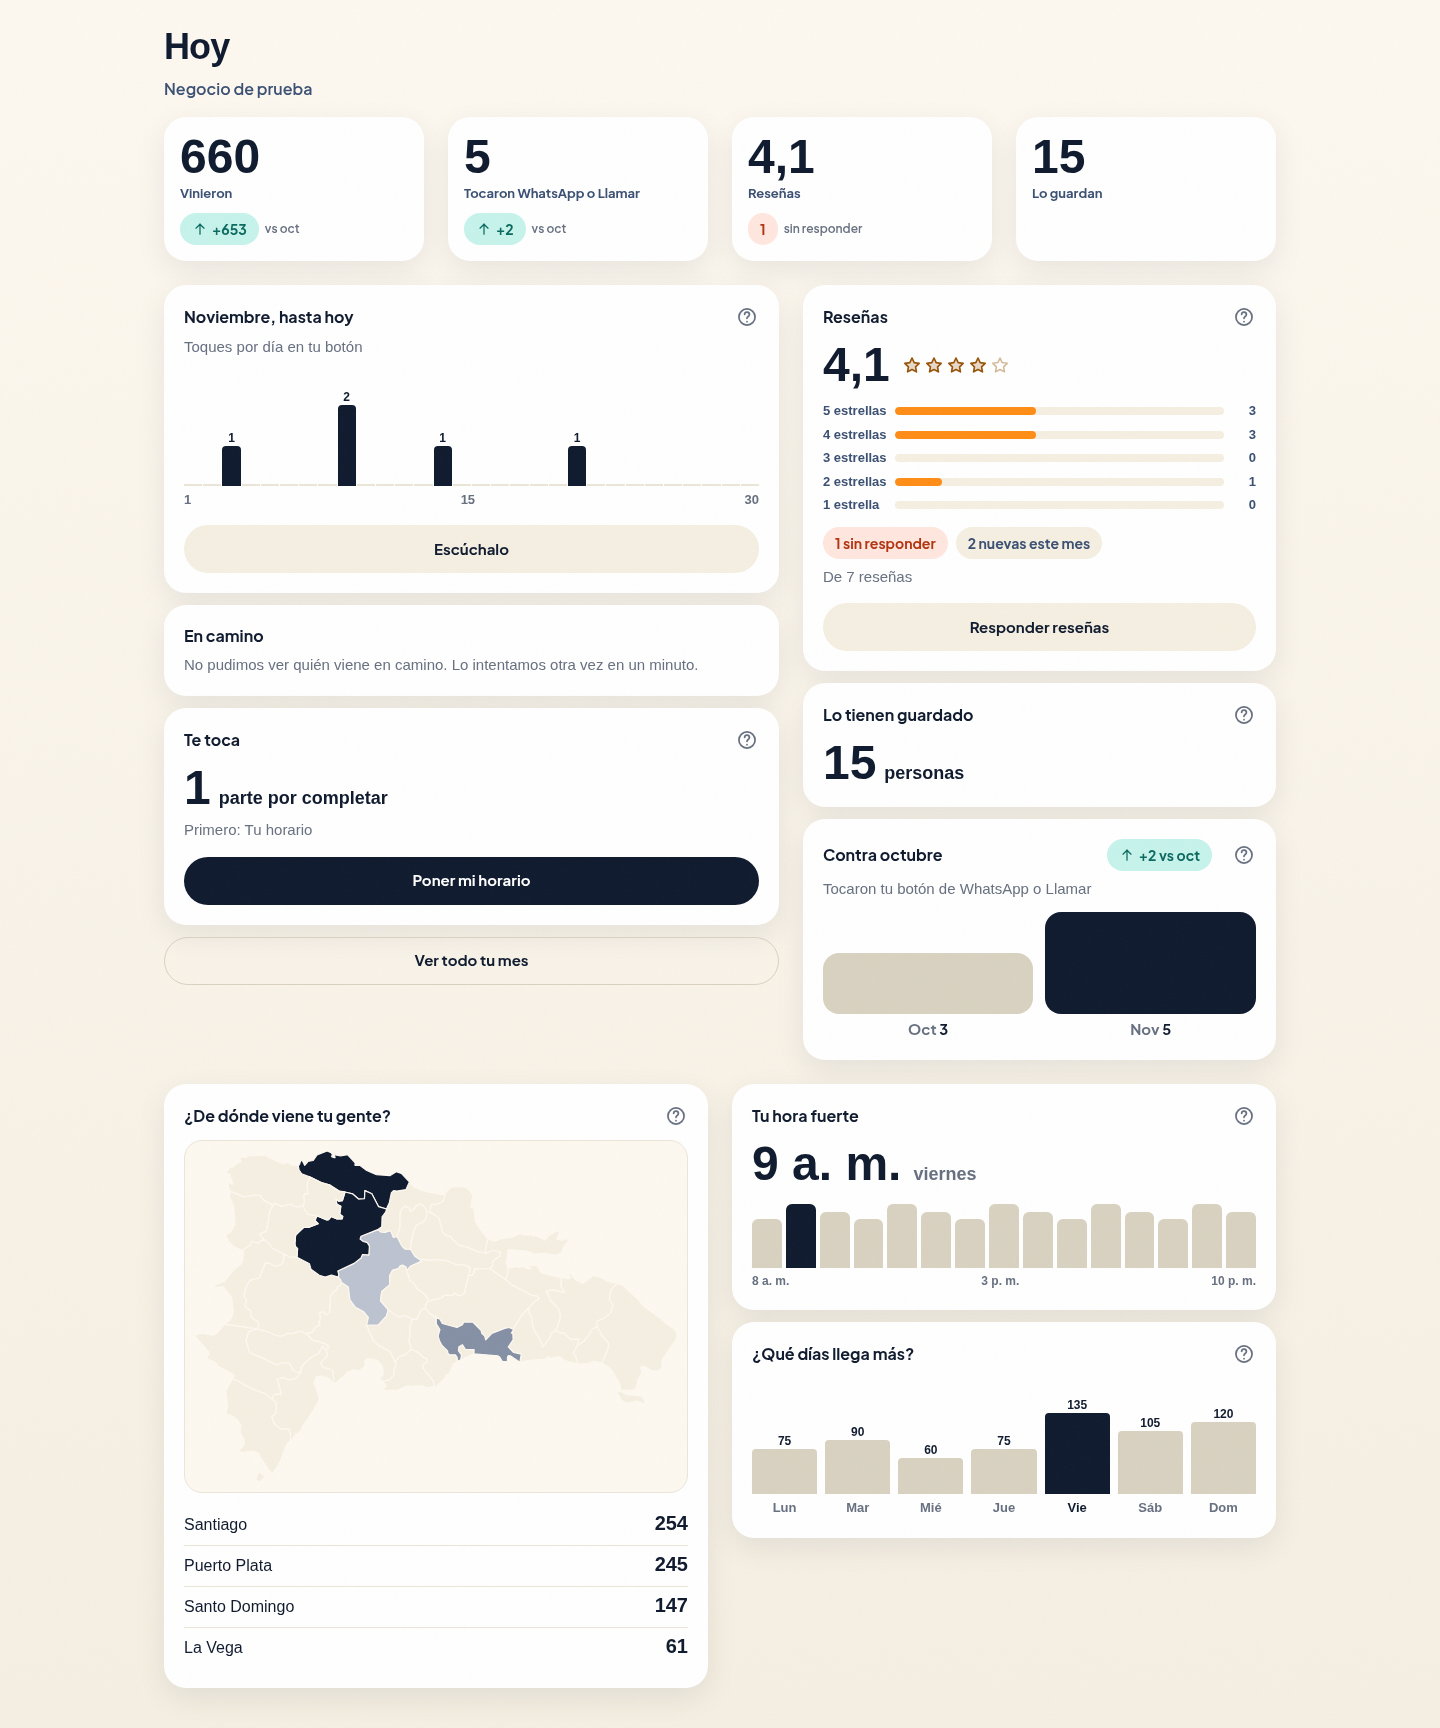 Hoy
Negocio de prueba
660
Vinieron
+653 vs oct
5
Tocaron WhatsApp o Llamar
+2 vs oct
4,1
Reseñas
1 sin responder
15
Lo guardan
Noviembre, hasta hoy
Toques por día en tu botón
1 2 1 1
1 15 30
Escúchalo
En camino
No pudimos ver quién viene en camino. Lo intentamos otra vez en un minuto.
Te toca
1 parte por completar
Primero: Tu horario
Poner mi horario
Ver todo tu mes
Reseñas
4,1
5 estrellas 3
4 estrellas 3
3 estrellas 0
2 estrellas 1
1 estrella 0
1 sin responder 2 nuevas este mes
De 7 reseñas
Responder reseñas
Lo tienen guardado
15 personas
Contra octubre +2 vs oct
Tocaron tu botón de WhatsApp o Llamar
Oct 3 Nov 5
¿De dónde viene tu gente?
Santiago 254
Puerto Plata 245
Santo Domingo 147
La Vega 61
Tu hora fuerte
9 a. m. viernes
8 a. m. 3 p. m. 10 p. m.
¿Qué días llega más?
75 90 60 75 135 105 120
Lun Mar Mié Jue Vie Sáb Dom